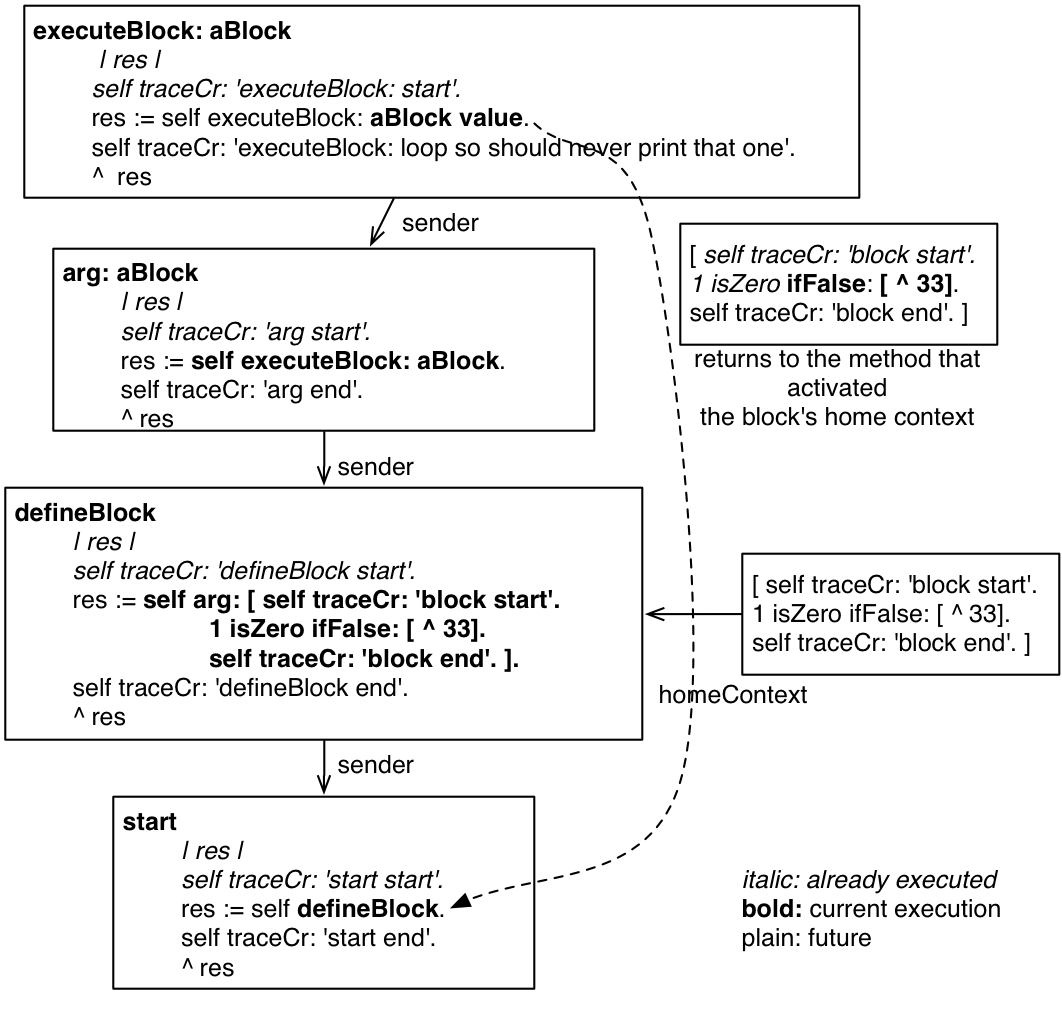 executeBlock: aBlock
| res |
self traceCr: 'executeBlock: start'.
res := self executeBlock: aBlock value.
self traceCr: 'executeBlock: loop so should never print that one'.
^ res
sender
arg: aBlock
| res |
self traceCr: 'arg start'.
res := self executeBlock: aBlock.
self traceCr: 'arg end'.
^ res
[ self traceCr: 'block start'.
1 isZero ifFalse: [ ^ 33].
self traceCr: 'block end'. ]
returns to the method that
activated
the block's home context
sender
defineBlock
| res |
self traceCr: 'defineBlock start'.
res := self arg: [ self traceCr: 'block start'.
1 isZero ifFalse: [ ^ 33].
self traceCr: 'block end'. ].
self traceCr: 'defineBlock end'.
^ res
[ self traceCr: 'block start'.
1 isZero ifFalse: [ ^ 33].
self traceCr: 'block end'. ]
homeContext
sender
start
| res |
self traceCr: 'start start'.
res := self defineBlock.
self traceCr: 'start end'.
^ res
italic: already executed
bold: current execution
plain: future